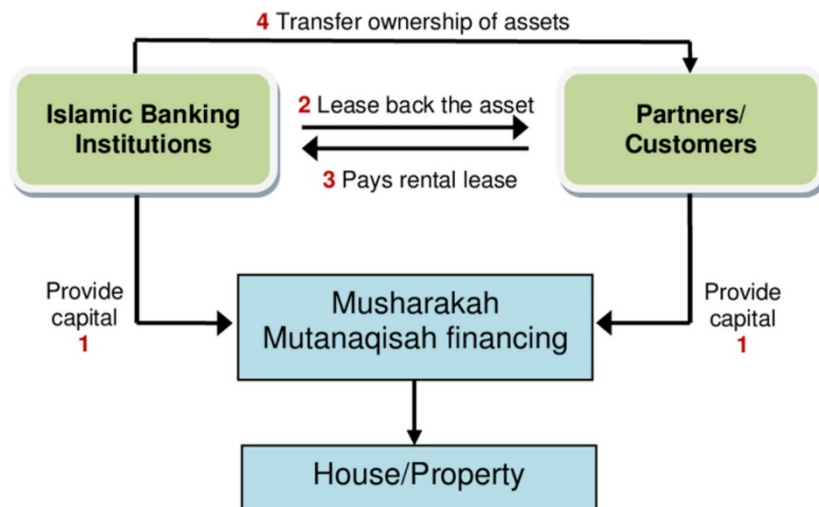 4 Transfer ownership of assets
Islamic Banking
Institutions
2 Lease back the asset
3 Pays rental lease
Partners/
Customers
Provide
capital
1
Musharakah
Mutanaqisah financing
Provide
capital
1
House/Property